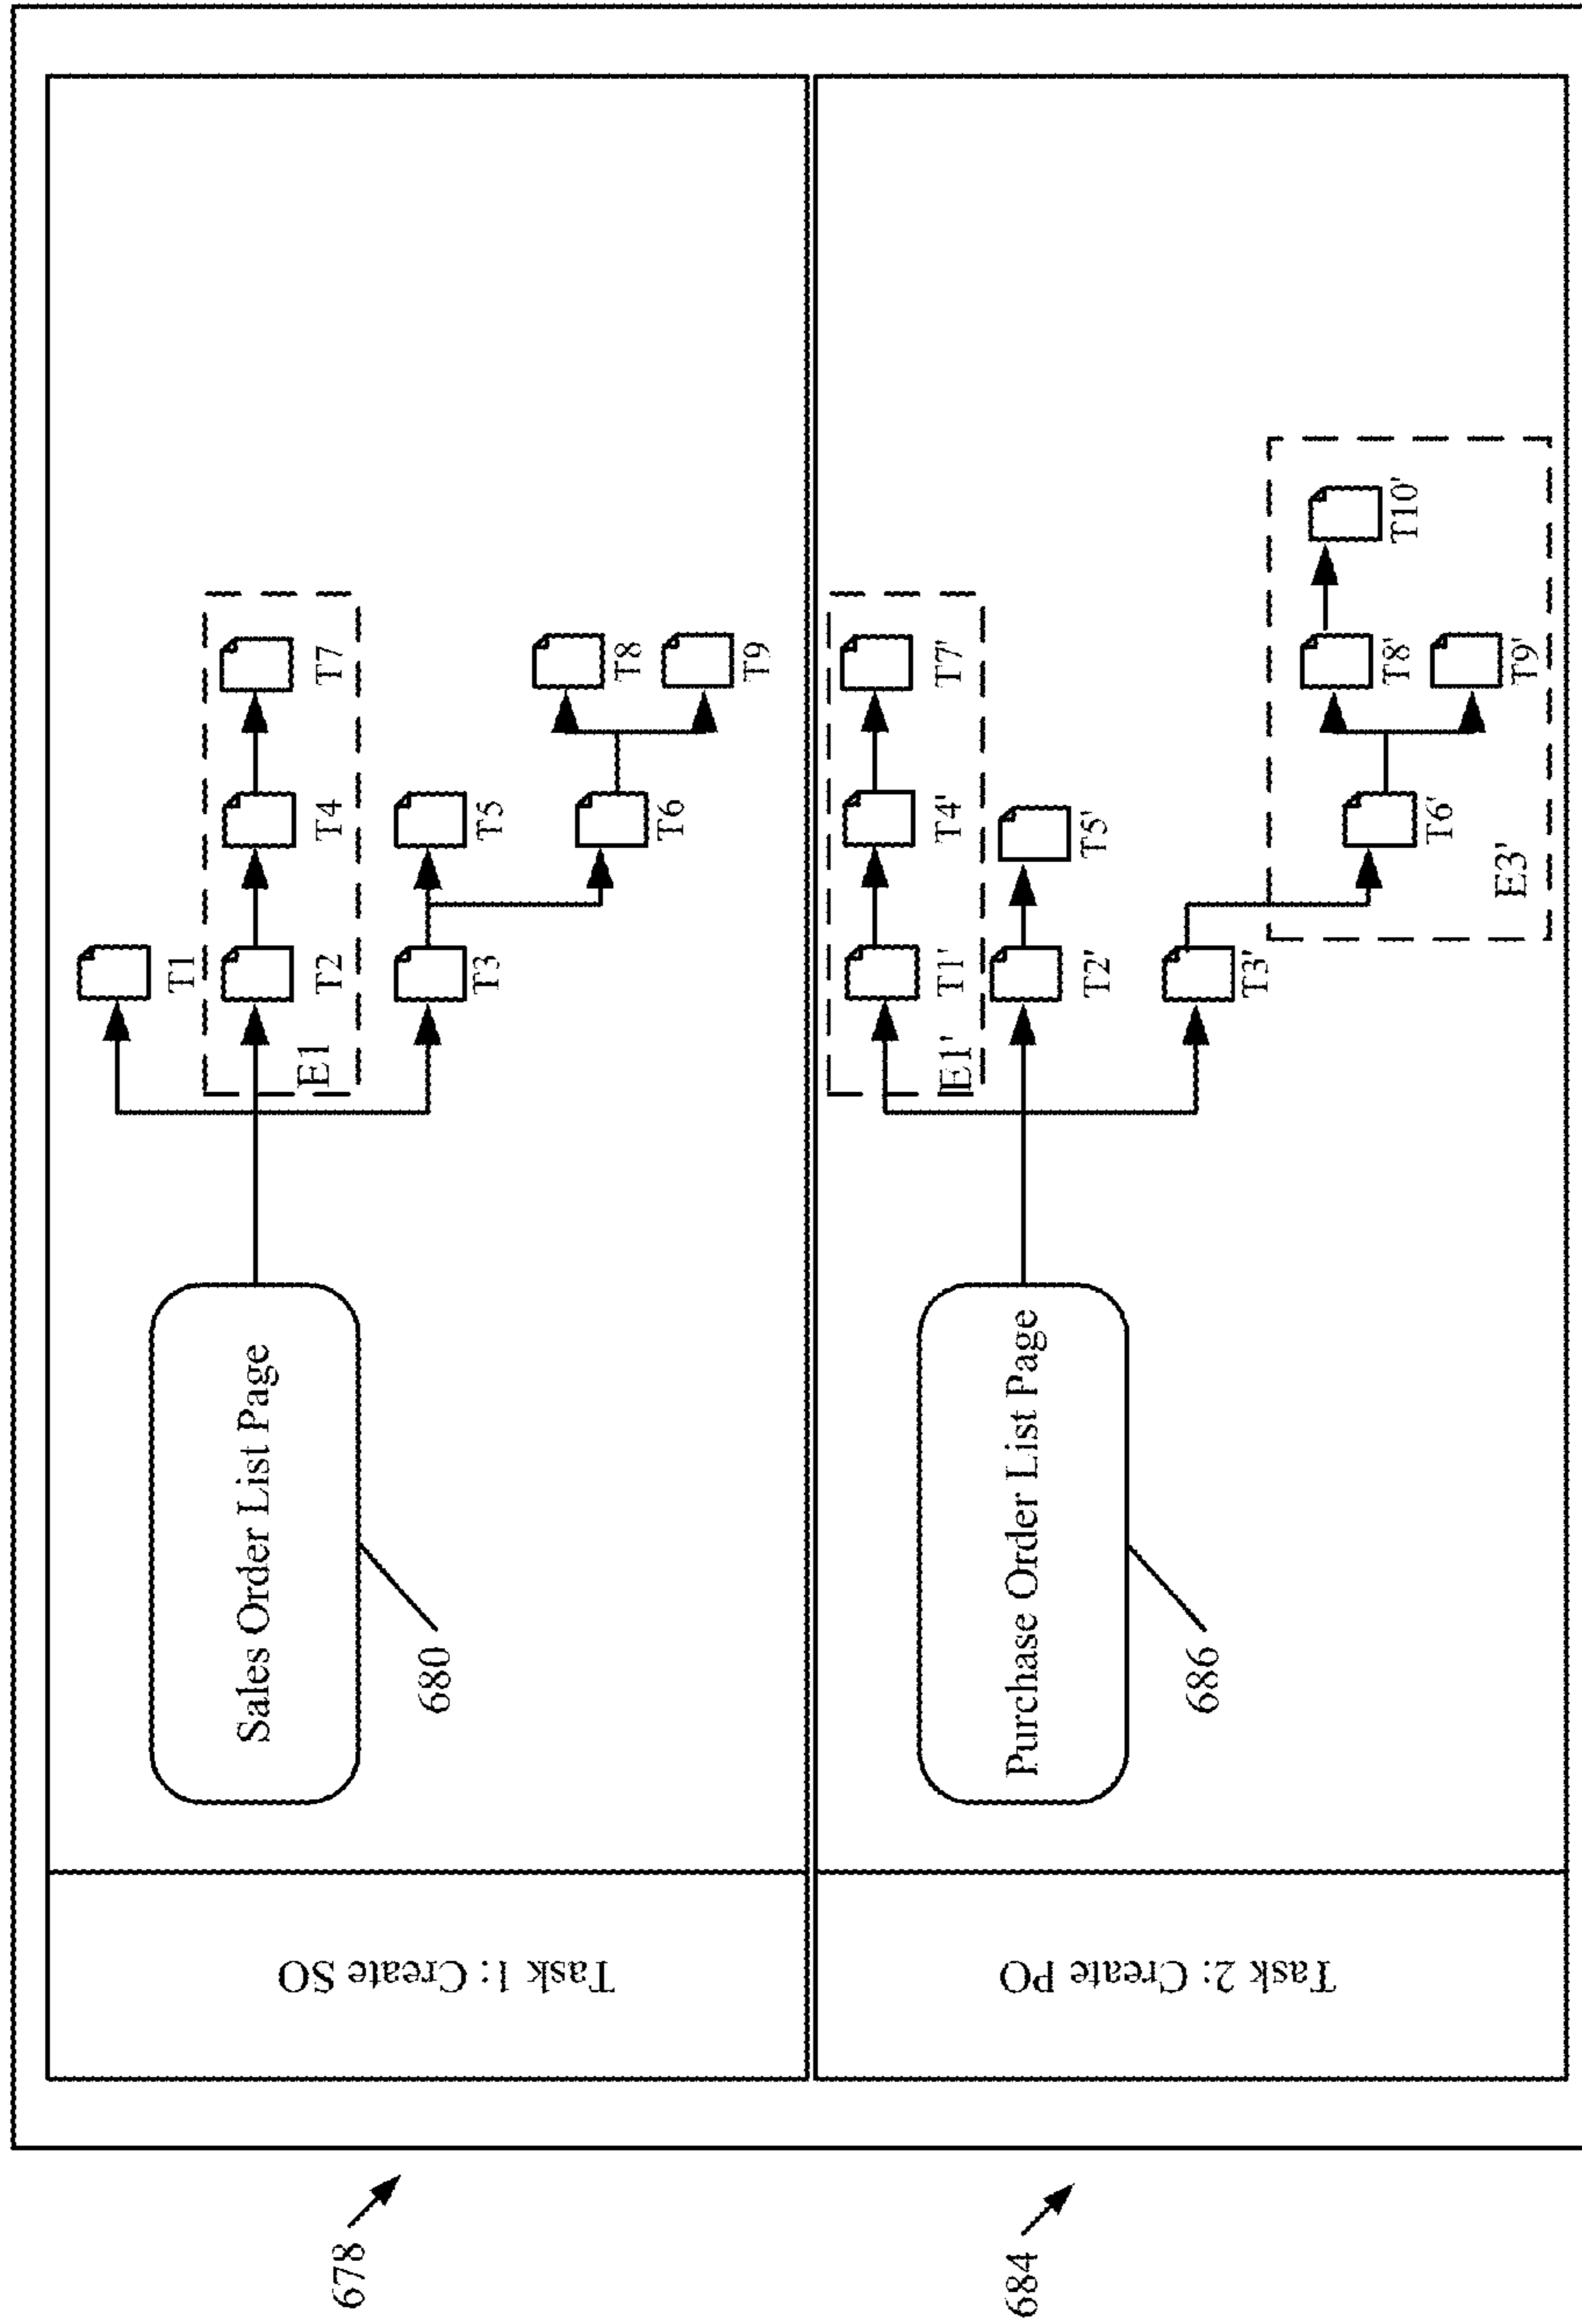 678
Task 1: Create SO
Sales Order List Page
680
E1
T1
T2
T4
T7
T3
T5
T6
T8
T9
684
Task 2: Create PO
Purchase Order List Page
686
E1'
T1'
T4'
T7'
T2'
T5'
T3'
T6'
T8'
T10'
T9'
E3'